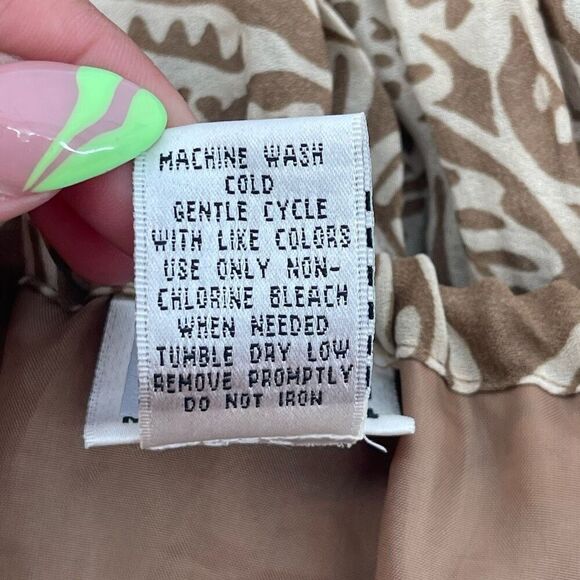 MACHINE WASH
COLD
GENTLE CYCLE
WITH LIKE COLORS
USE ONLY NON-
CHLORINE BLEACH
WHEN NEEDED
TUMBLE DRY LOW
REMOVE PROMPTLY
DO NOT IRON